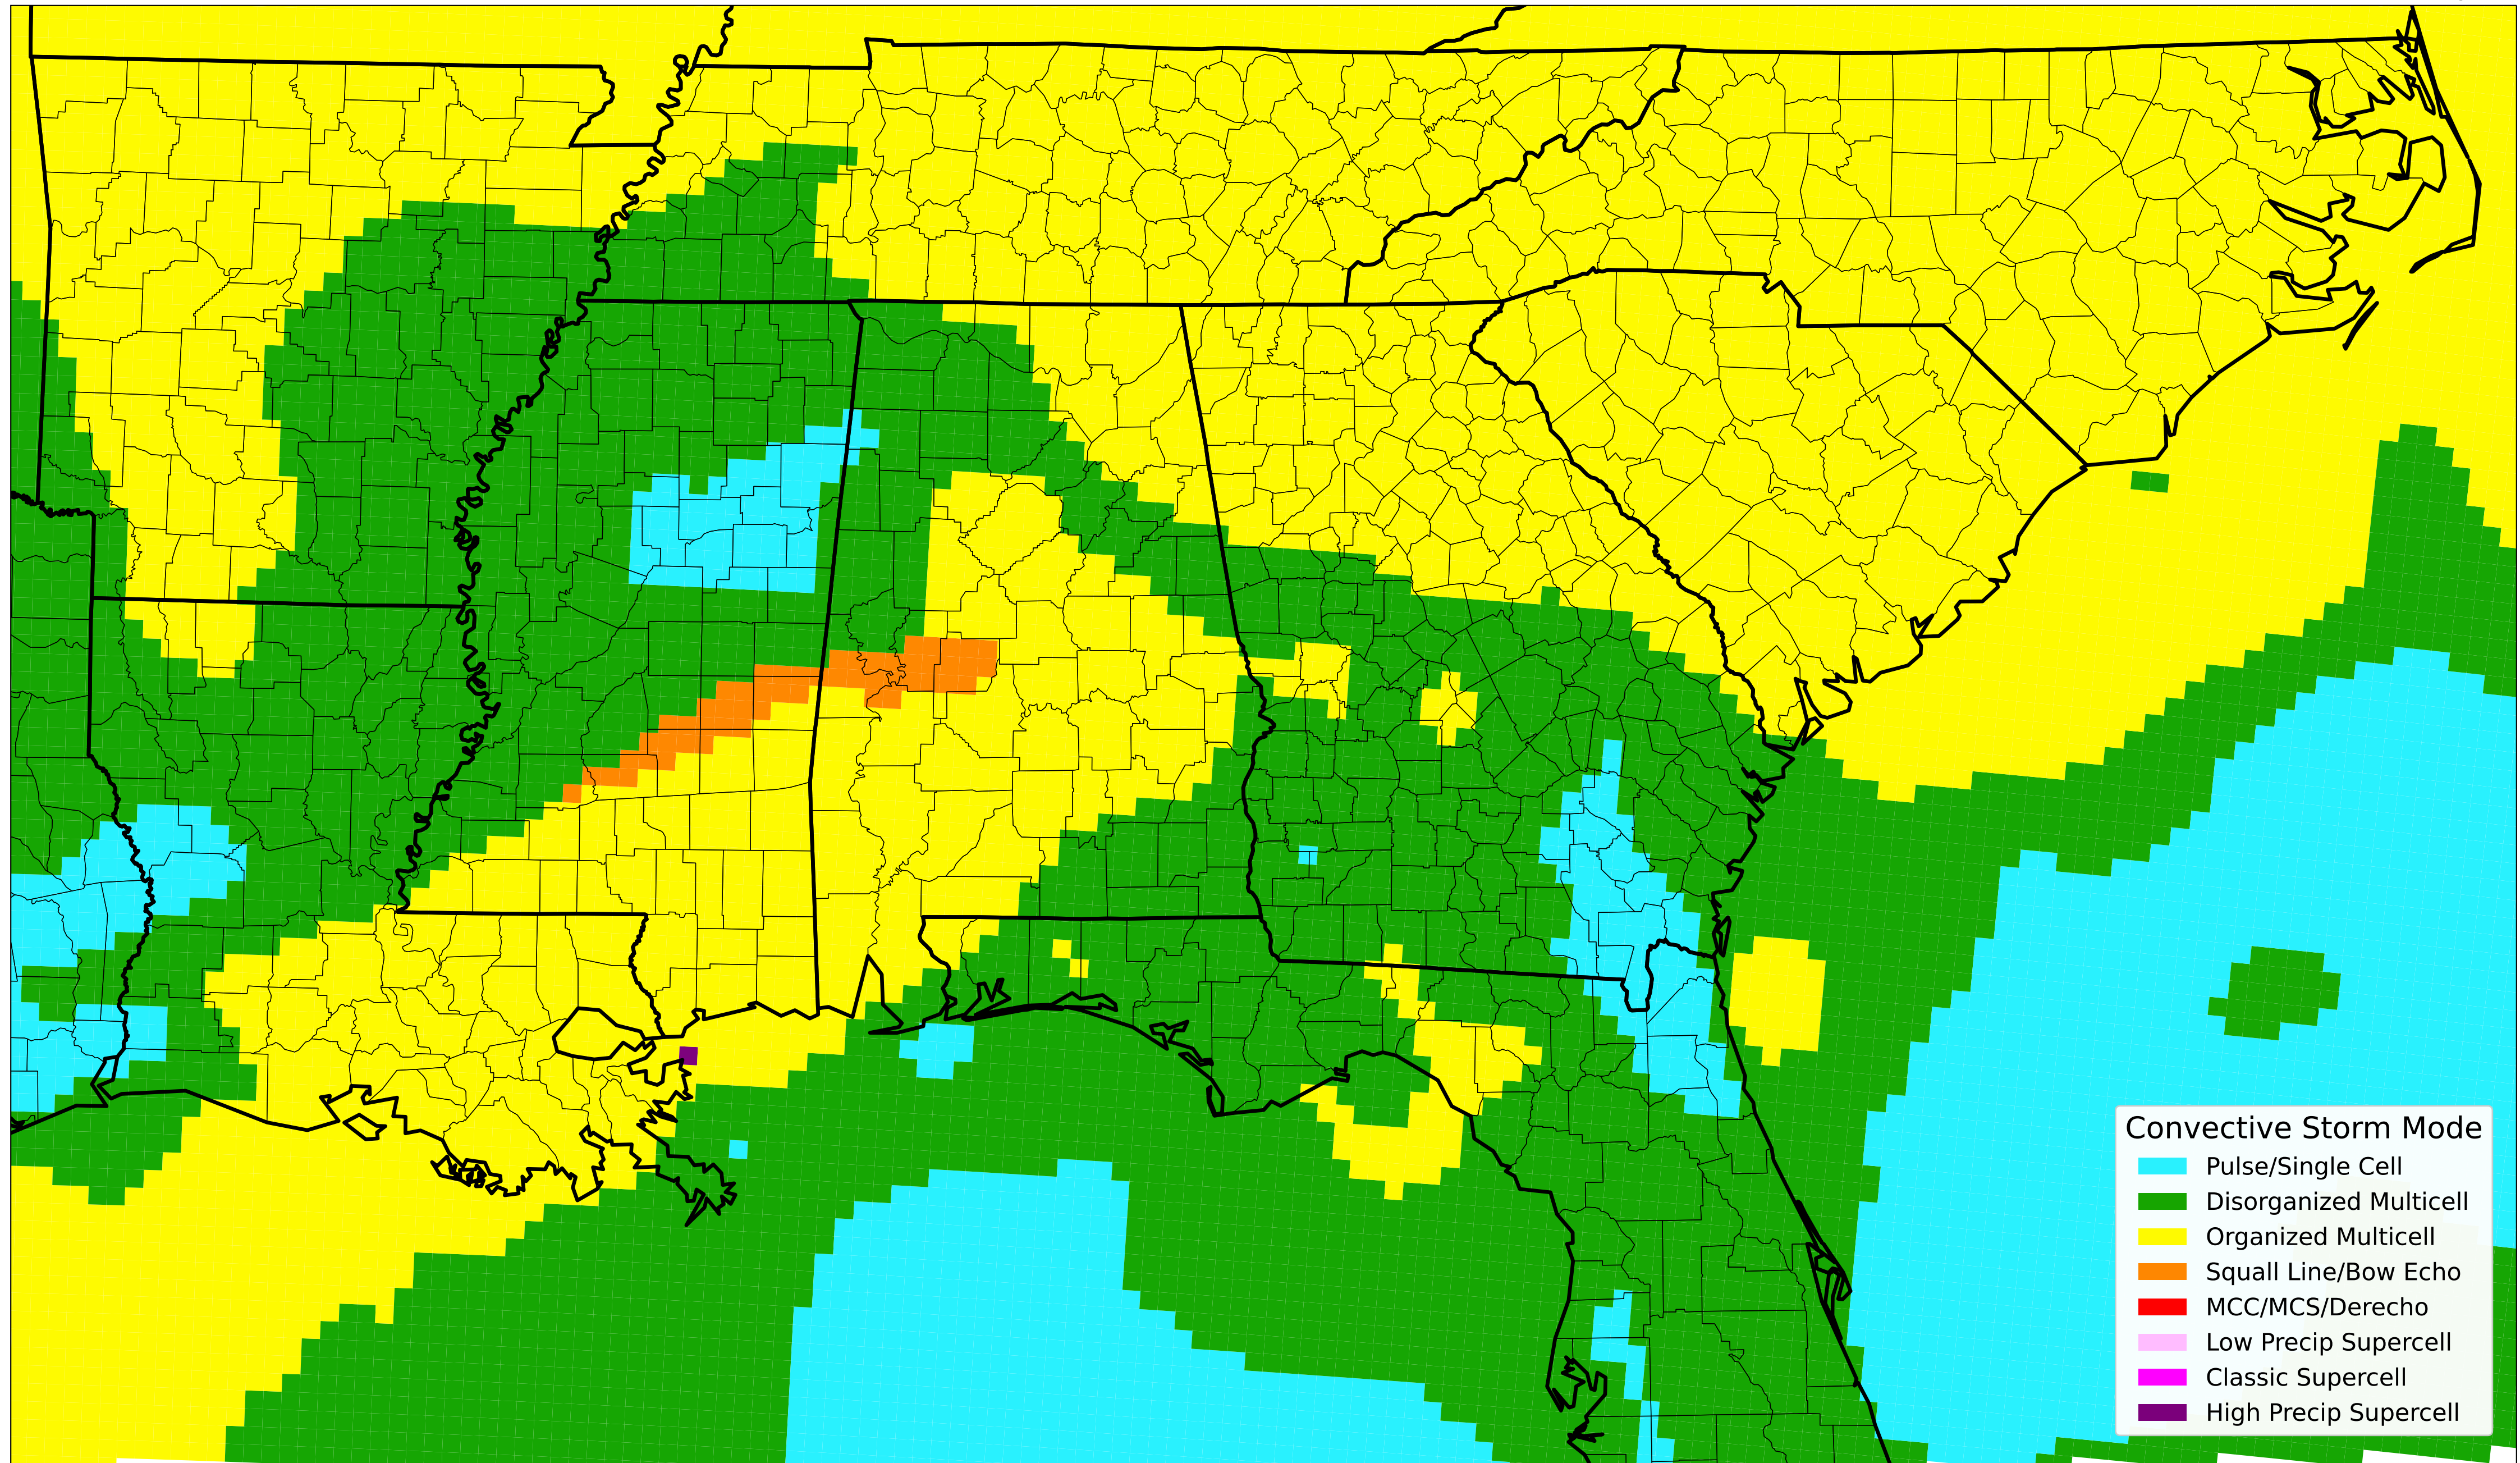 Convective Storm Mode
Pulse/Single Cell
Disorganized Multicell
Organized Multicell
Squall Line/Bow Echo
MCC/MCS/Derecho
Low Precip Supercell
Classic Supercell
High Precip Supercell